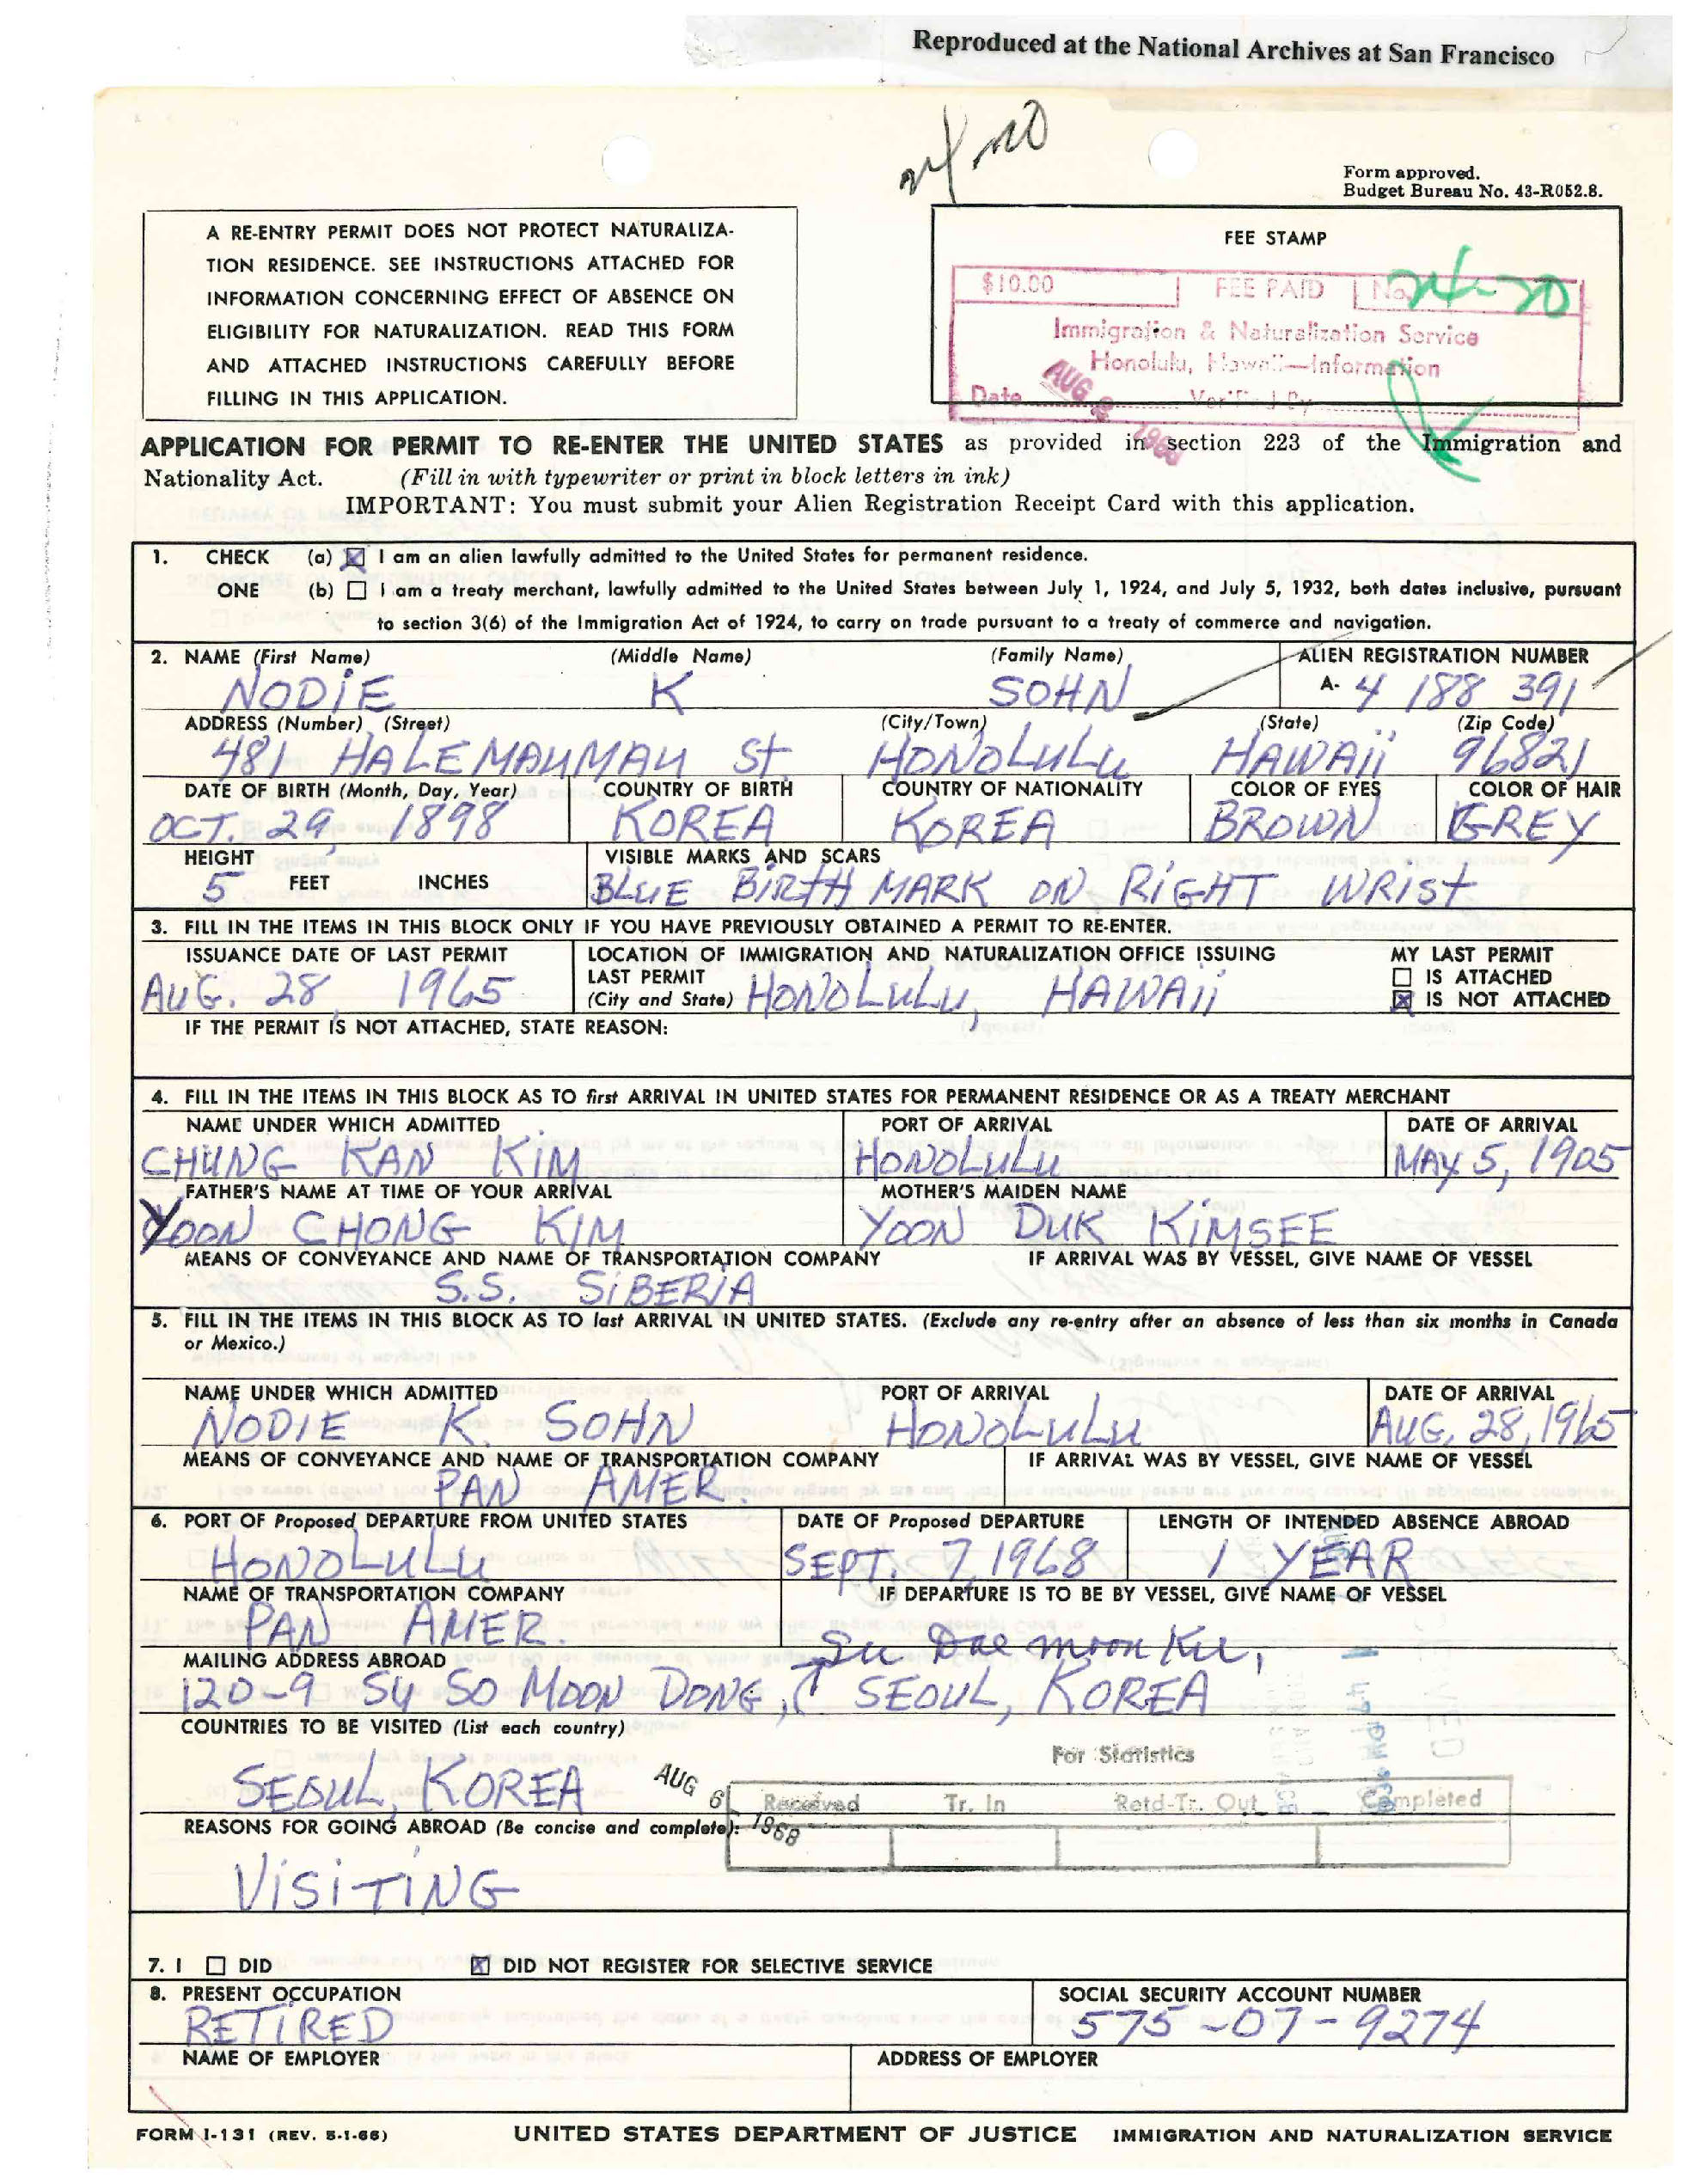 Reproduced at the National Archives at San Francisco
Form approved.
Budget Bureau No. 43-R052.8.
A RE-ENTRY PERMIT DOES NOT PROTECT NATURALIZA-
TION RESIDENCE. SEE INSTRUCTIONS ATTACHED FOR
INFORMATION CONCERNING EFFECT OF ABSENCE ON
ELIGIBILITY FOR NATURALIZATION. READ THIS FORM
AND ATTACHED INSTRUCTIONS CAREFULLY BEFORE
FILLING IN THIS APPLICATION.
FEE STAMP
$10.00 FEE PAID No.
Immigration & Naturalization Service
Honolulu, Hawaii—Information
Date AUG 1968 Verified By
APPLICATION FOR PERMIT TO RE-ENTER THE UNITED STATES as provided in section 223 of the Immigration and
Nationality Act. (Fill in with typewriter or print in block letters in ink)
IMPORTANT: You must submit your Alien Registration Receipt Card with this application.
1. CHECK (a) I am an alien lawfully admitted to the United States for permanent residence.
ONE (b) I am a treaty merchant, lawfully admitted to the United States between July 1, 1924, and July 5, 1932, both dates inclusive, pursuant
to section 3(6) of the Immigration Act of 1924, to carry on trade pursuant to a treaty of commerce and navigation.
2. NAME (First Name) (Middle Name) (Family Name) ALIEN REGISTRATION NUMBER
NODIE K SOHN A- 4 188 391
ADDRESS (Number) (Street) (City/Town) (State) (Zip Code)
481 HALEMAUMAU St. HONOLULU HAWAII 96821
DATE OF BIRTH (Month, Day, Year) COUNTRY OF BIRTH COUNTRY OF NATIONALITY COLOR OF EYES COLOR OF HAIR
OCT. 29, 1898 KOREA KOREA BROWN GREY
HEIGHT VISIBLE MARKS AND SCARS
5 FEET INCHES BLUE BIRTH MARK ON RIGHT WRIST
3. FILL IN THE ITEMS IN THIS BLOCK ONLY IF YOU HAVE PREVIOUSLY OBTAINED A PERMIT TO RE-ENTER.
ISSUANCE DATE OF LAST PERMIT LOCATION OF IMMIGRATION AND NATURALIZATION OFFICE ISSUING MY LAST PERMIT
LAST PERMIT IS ATTACHED
AUG. 28, 1965 (City and State) HONOLULU, HAWAII IS NOT ATTACHED
IF THE PERMIT IS NOT ATTACHED, STATE REASON:
4. FILL IN THE ITEMS IN THIS BLOCK AS TO first ARRIVAL IN UNITED STATES FOR PERMANENT RESIDENCE OR AS A TREATY MERCHANT
NAME UNDER WHICH ADMITTED PORT OF ARRIVAL DATE OF ARRIVAL
CHUNG KAN KIM HONOLULU MAY 5, 1905
FATHER'S NAME AT TIME OF YOUR ARRIVAL MOTHER'S MAIDEN NAME
YOON CHONG KIM YOON DUK KIMSEE
MEANS OF CONVEYANCE AND NAME OF TRANSPORTATION COMPANY IF ARRIVAL WAS BY VESSEL, GIVE NAME OF VESSEL
S.S. SIBERIA
5. FILL IN THE ITEMS IN THIS BLOCK AS TO last ARRIVAL IN UNITED STATES. (Exclude any re-entry after an absence of less than six months in Canada
or Mexico.)
NAME UNDER WHICH ADMITTED PORT OF ARRIVAL DATE OF ARRIVAL
NODIE K. SOHN HONOLULU AUG. 28, 1965
MEANS OF CONVEYANCE AND NAME OF TRANSPORTATION COMPANY IF ARRIVAL WAS BY VESSEL, GIVE NAME OF VESSEL
PAN AMER.
6. PORT OF Proposed DEPARTURE FROM UNITED STATES DATE OF Proposed DEPARTURE LENGTH OF INTENDED ABSENCE ABROAD
HONOLULU SEPT. 7, 1968 1 YEAR
NAME OF TRANSPORTATION COMPANY IF DEPARTURE IS TO BE BY VESSEL, GIVE NAME OF VESSEL
PAN AMER.
MAILING ADDRESS ABROAD Su Dae moon Ku,
120-9 SU SO MOON DONG, SEOUL, KOREA
COUNTRIES TO BE VISITED (List each country)
For Statistics
SEOUL, KOREA AUG 6 1968 Received Tr. In Retd-Tr. Out Completed
REASONS FOR GOING ABROAD (Be concise and complete):
VISITING
7. I DID DID NOT REGISTER FOR SELECTIVE SERVICE
8. PRESENT OCCUPATION SOCIAL SECURITY ACCOUNT NUMBER
RETIRED 575-07-9274
NAME OF EMPLOYER ADDRESS OF EMPLOYER
FORM I-131 (REV. 5-1-66) UNITED STATES DEPARTMENT OF JUSTICE IMMIGRATION AND NATURALIZATION SERVICE